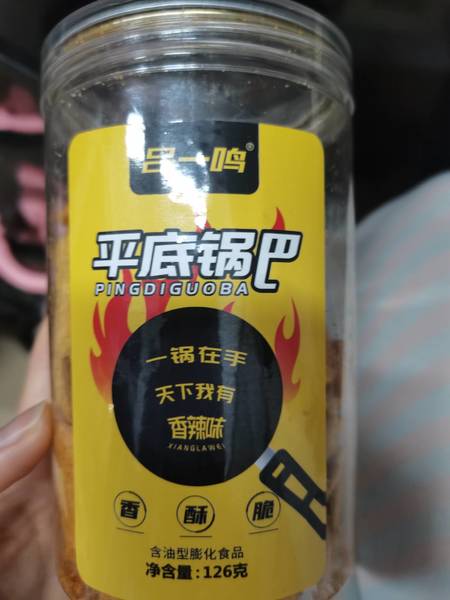 吕一鸣®
平底锅巴
PINGDIGUOBA
一锅在手
天下我有
香辣味
XIANGLAWEI
香 酥 脆
含油型膨化食品
净含量:126克